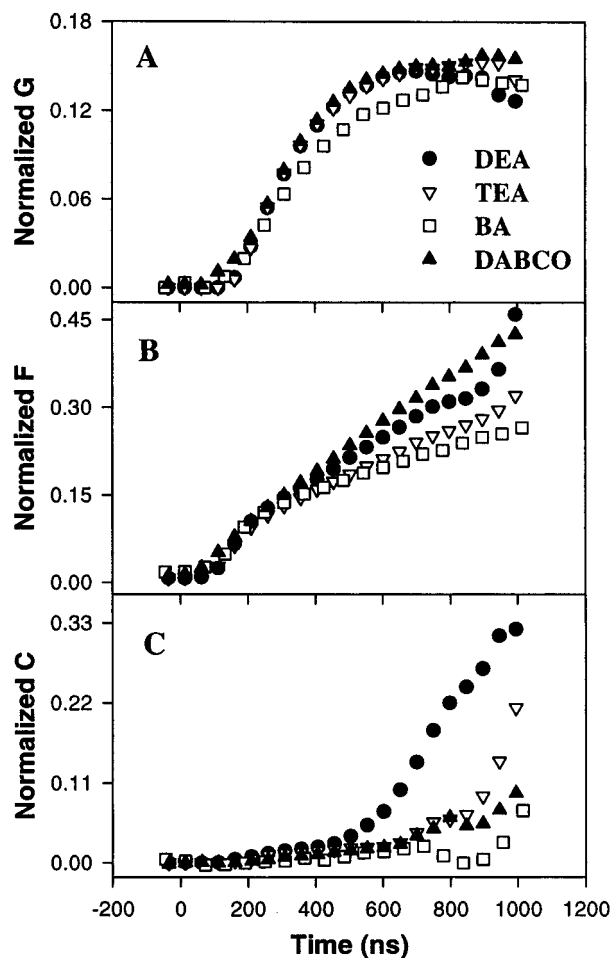 A
Normalized G
0.18
0.12
0.06
0.00
DEA
TEA
BA
DABCO
B
Normalized F
0.45
0.30
0.15
0.00
C
Normalized C
0.33
0.22
0.11
0.00
-200 0 200 400 600 800 1000 1200
Time (ns)